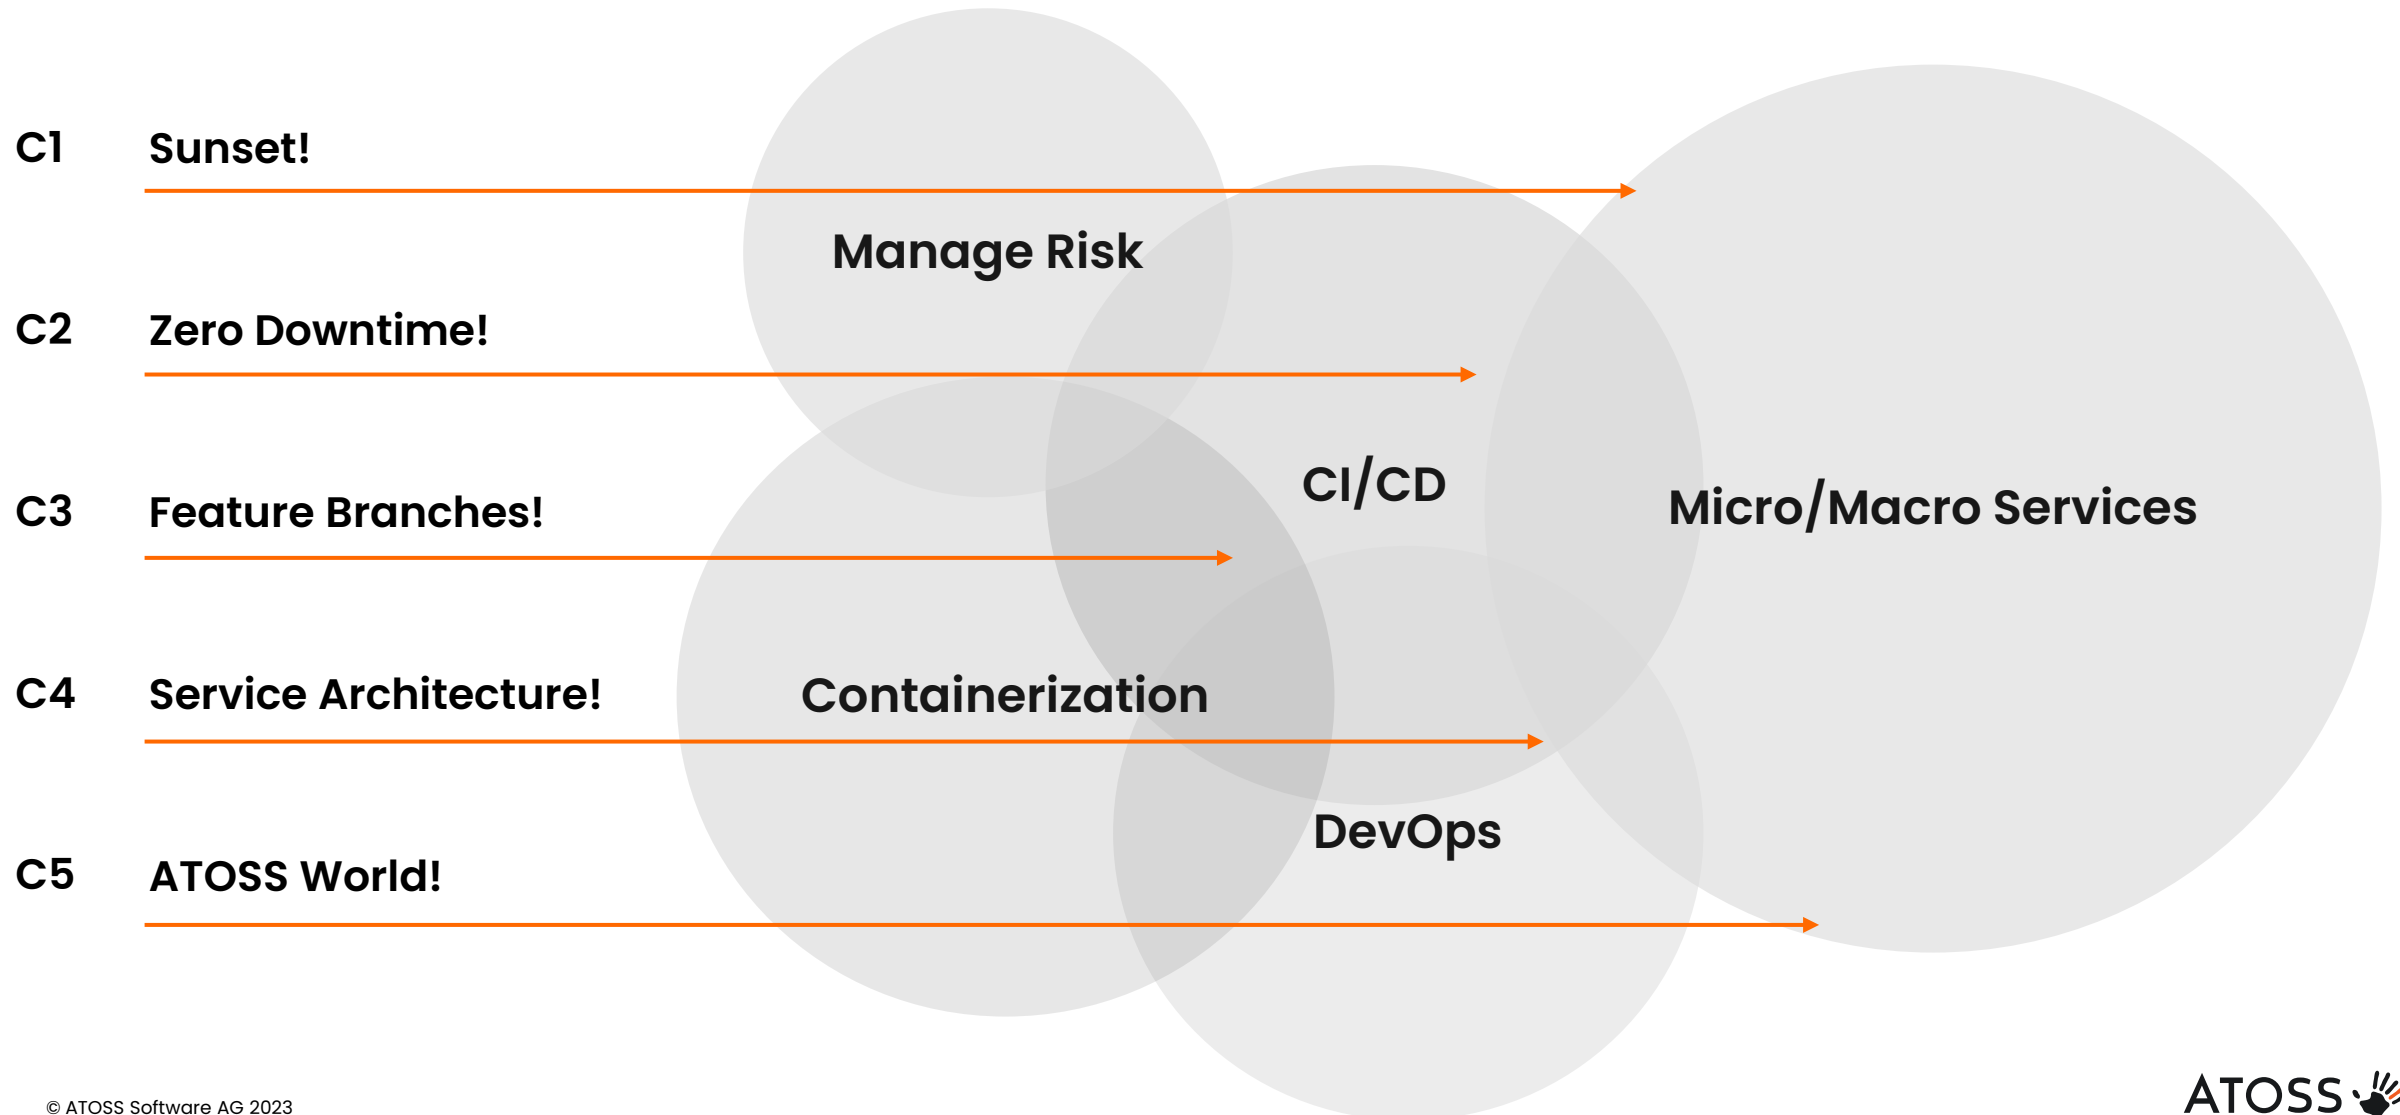 C1 Sunset!
Manage Risk
C2 Zero Downtime!
CI/CD
C3 Feature Branches!
Micro/Macro Services
C4 Service Architecture!
Containerization
DevOps
C5 ATOSS World!
© ATOSS Software AG 2023
ATOSS